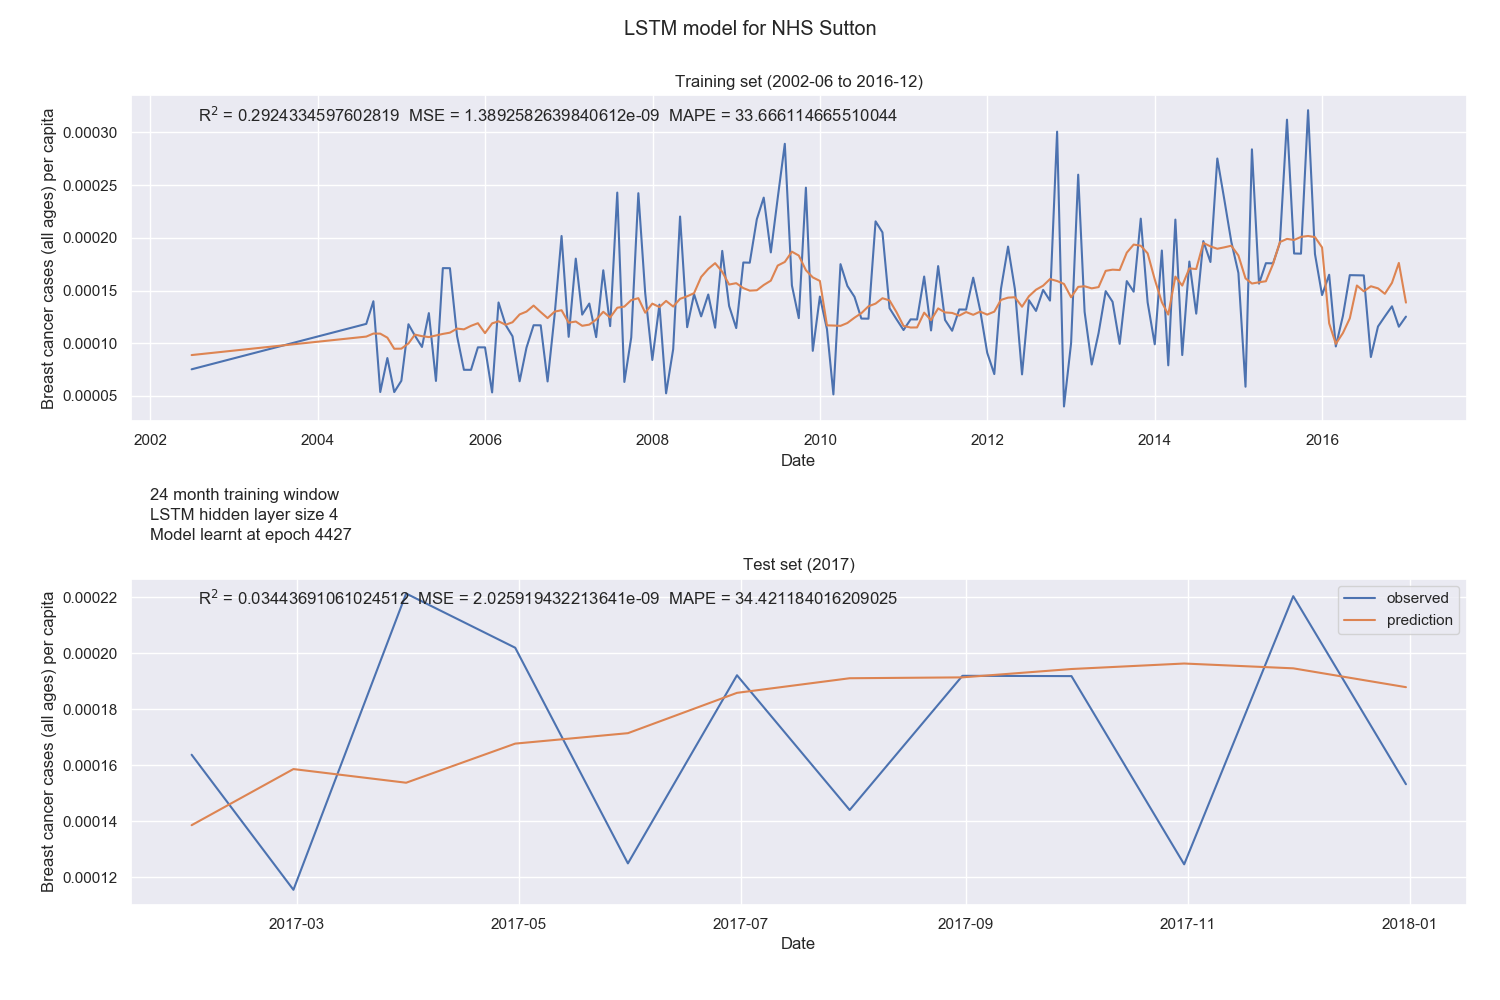 LSTM model for NHS Sutton
Training set (2002-06 to 2016-12)
R² = 0.2924334597602819 MSE = 1.3892582639840612e-09 MAPE = 33.666114665510044
Breast cancer cases (all ages) per capita
0.00030
0.00025
0.00020
0.00015
0.00010
0.00005
2002 2004 2006 2008 2010 2012 2014 2016
Date
24 month training window
LSTM hidden layer size 4
Model learnt at epoch 4427
Test set (2017)
R² = 0.03443691061024512 MSE = 2.025919432213641e-09 MAPE = 34.421184016209025
observed
prediction
Breast cancer cases (all ages) per capita
0.00022
0.00020
0.00018
0.00016
0.00014
0.00012
2017-03 2017-05 2017-07 2017-09 2017-11 2018-01
Date